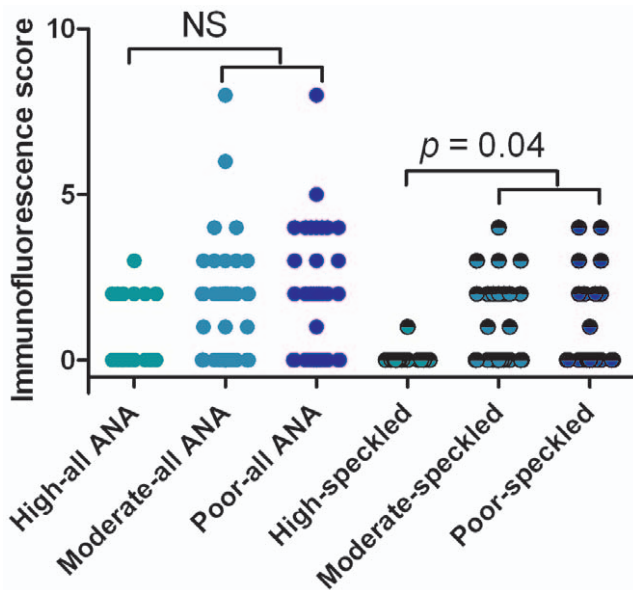 Immunofluorescence score
10
5
0
NS
p = 0.04
High-all ANA
Moderate-all ANA
Poor-all ANA
High-speckled
Moderate-speckled
Poor-speckled